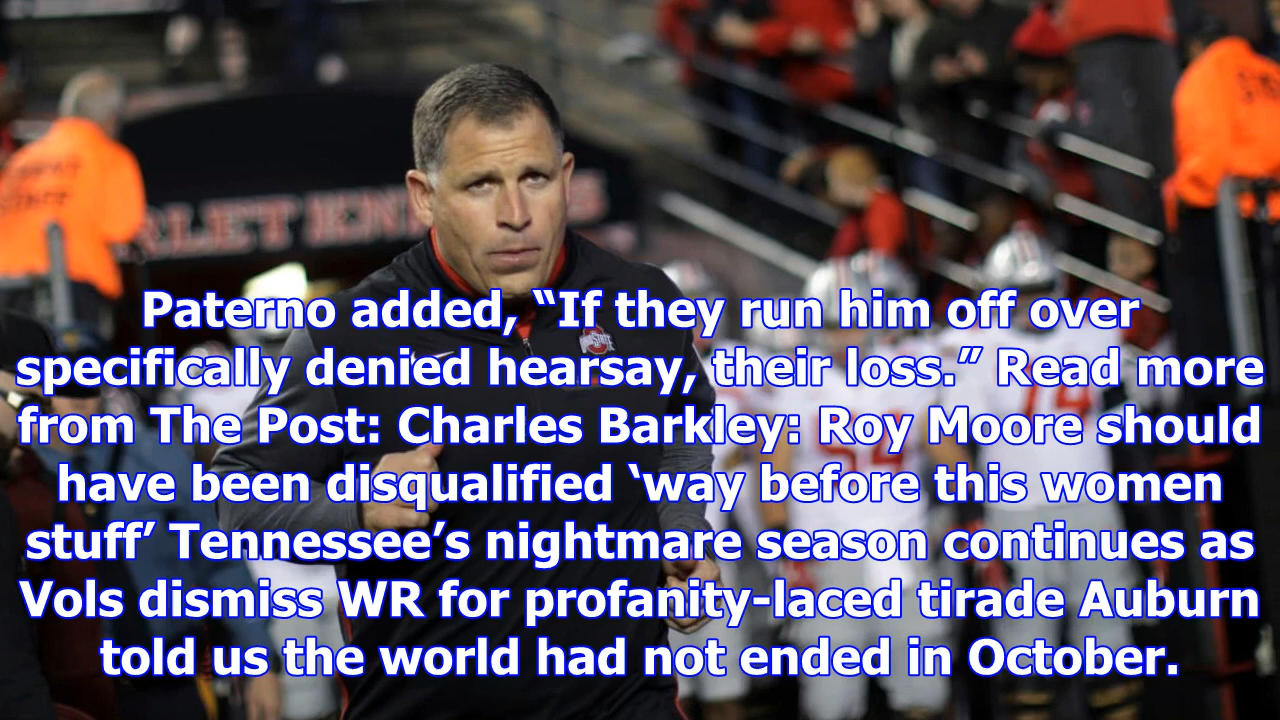 Paterno added, “If they run him off over
specifically denied hearsay, their loss.” Read more
from The Post: Charles Barkley: Roy Moore should
have been disqualified ‘way before this women
stuff’ Tennessee’s nightmare season continues as
Vols dismiss WR for profanity-laced tirade Auburn
told us the world had not ended in October.